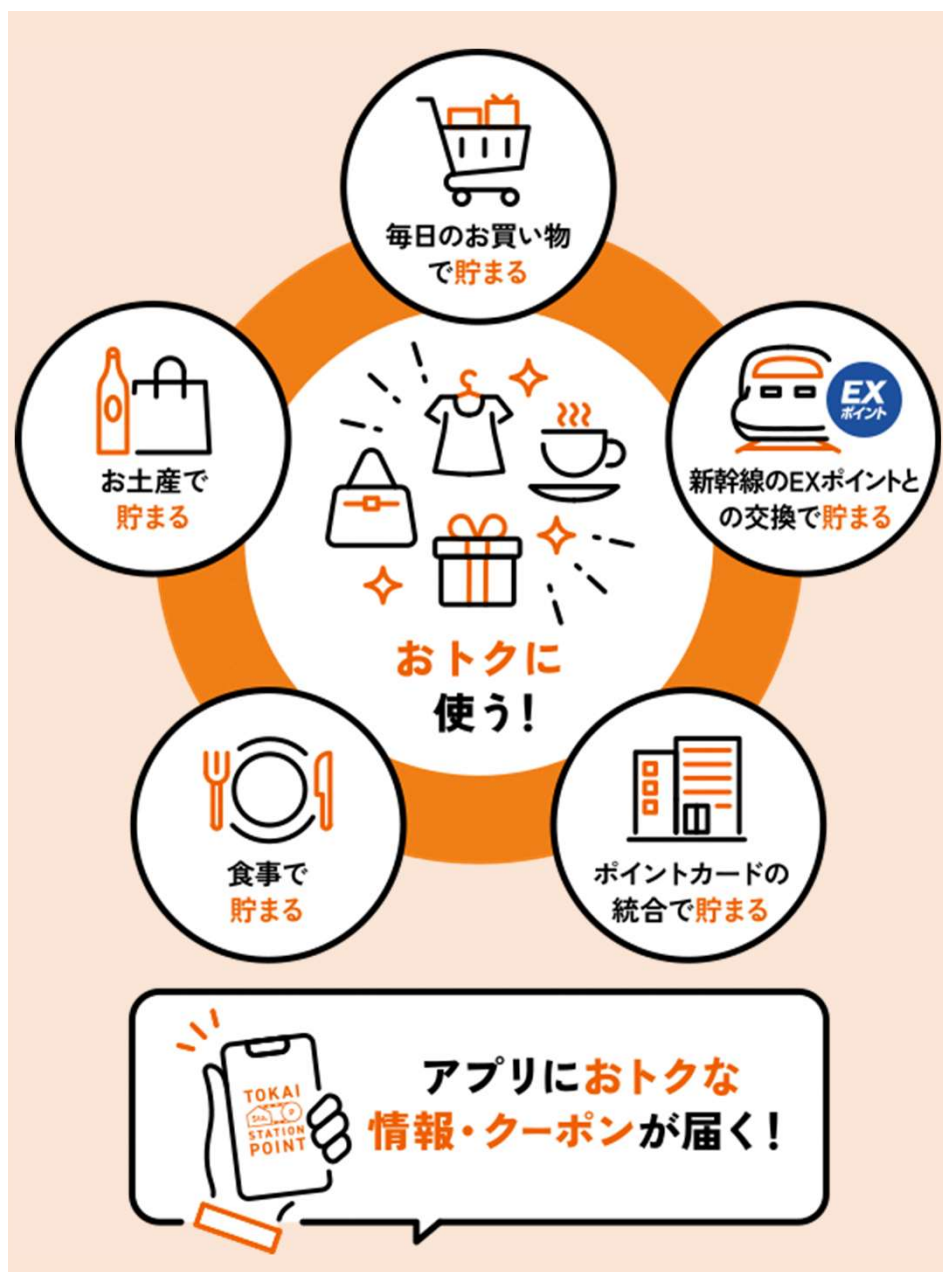 毎日のお買い物
で貯まる
お土産で
貯まる
EX
ポイント
新幹線のEXポイントと
の交換で貯まる
おトクに
使う!
食事で
貯まる
ポイントカードの
統合で貯まる
TOKAI
Sta.
P
STATION
POINT
アプリにおトクな
情報・クーポンが届く!